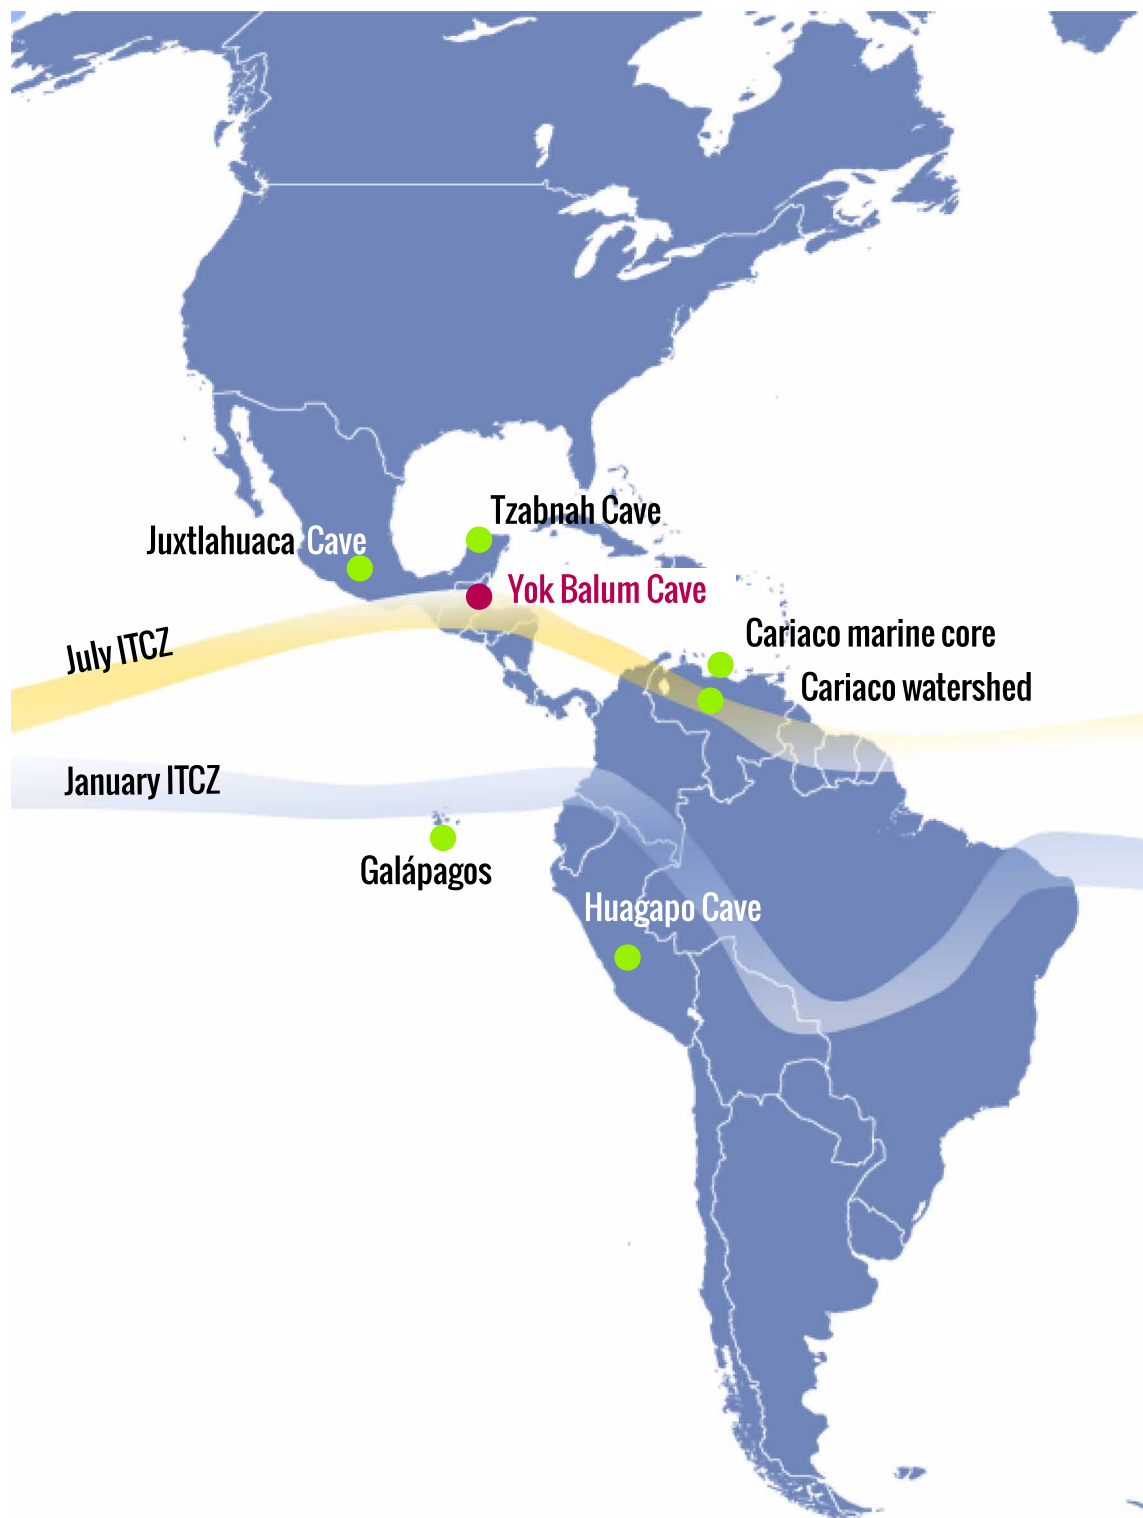 Tzabnah Cave
Juxtlahuaca Cave
Yok Balum Cave
Cariaco marine core
July ITCZ
Cariaco watershed
January ITCZ
Galápagos
Huagapo Cave